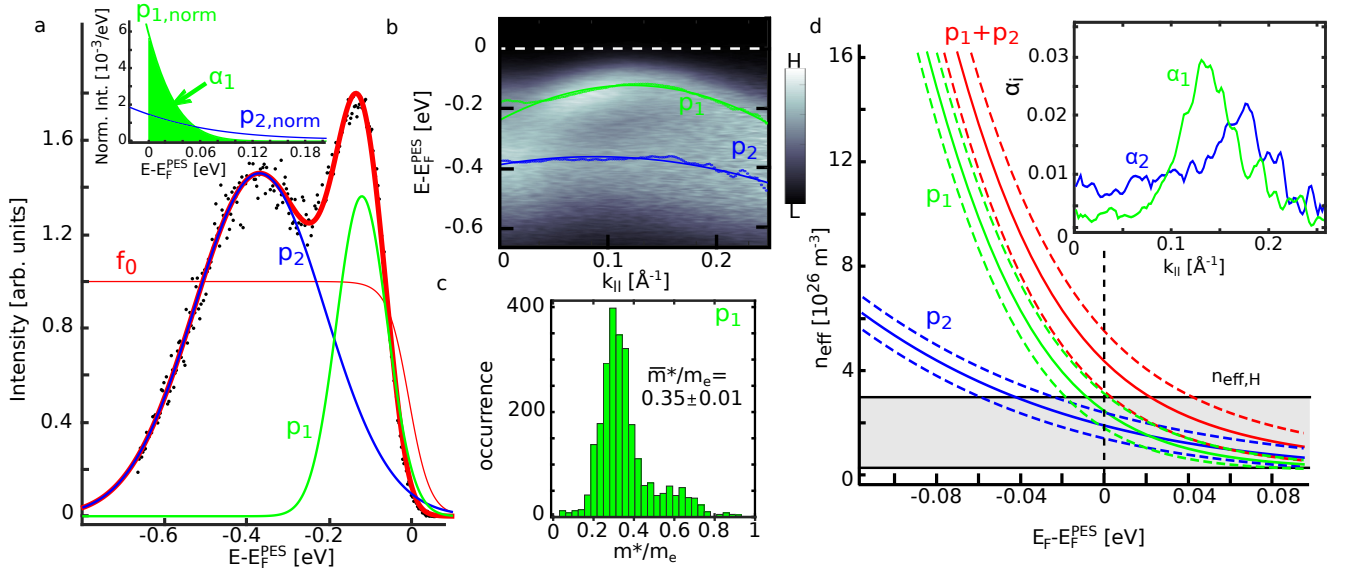 a
Intensity [arb. units]
1.6
1.2
0.8
0.4
0
-0.6
-0.4
-0.2
0
E-E_F^PES [eV]
f₀
p₂
p₁
p₁,norm
Norm. Int. [10⁻³/eV]
6
4
2
0
α₁
p₂,norm
0
0.06
0.12
0.20
E-E_F^PES [eV]
b
E-E_F^PES [eV]
0
-0.2
-0.4
-0.6
p₁
p₂
0
0.1
0.2
k_II [Å⁻¹]
H
L
c
occurrence
400
200
0
p₁
m̅*/mₑ=
0.35±0.01
0
0.2
0.4
0.6
0.8
1
m*/mₑ
d
n_eff [10²⁶ m⁻³]
16
12
8
4
0
p₁+p₂
p₁
p₂
n_eff,H
-0.08
-0.04
0
0.04
0.08
E_F-E_F^PES [eV]
αᵢ
0.03
0.02
0.01
0
α₁
α₂
0
0.1
0.2
k_II [Å⁻¹]